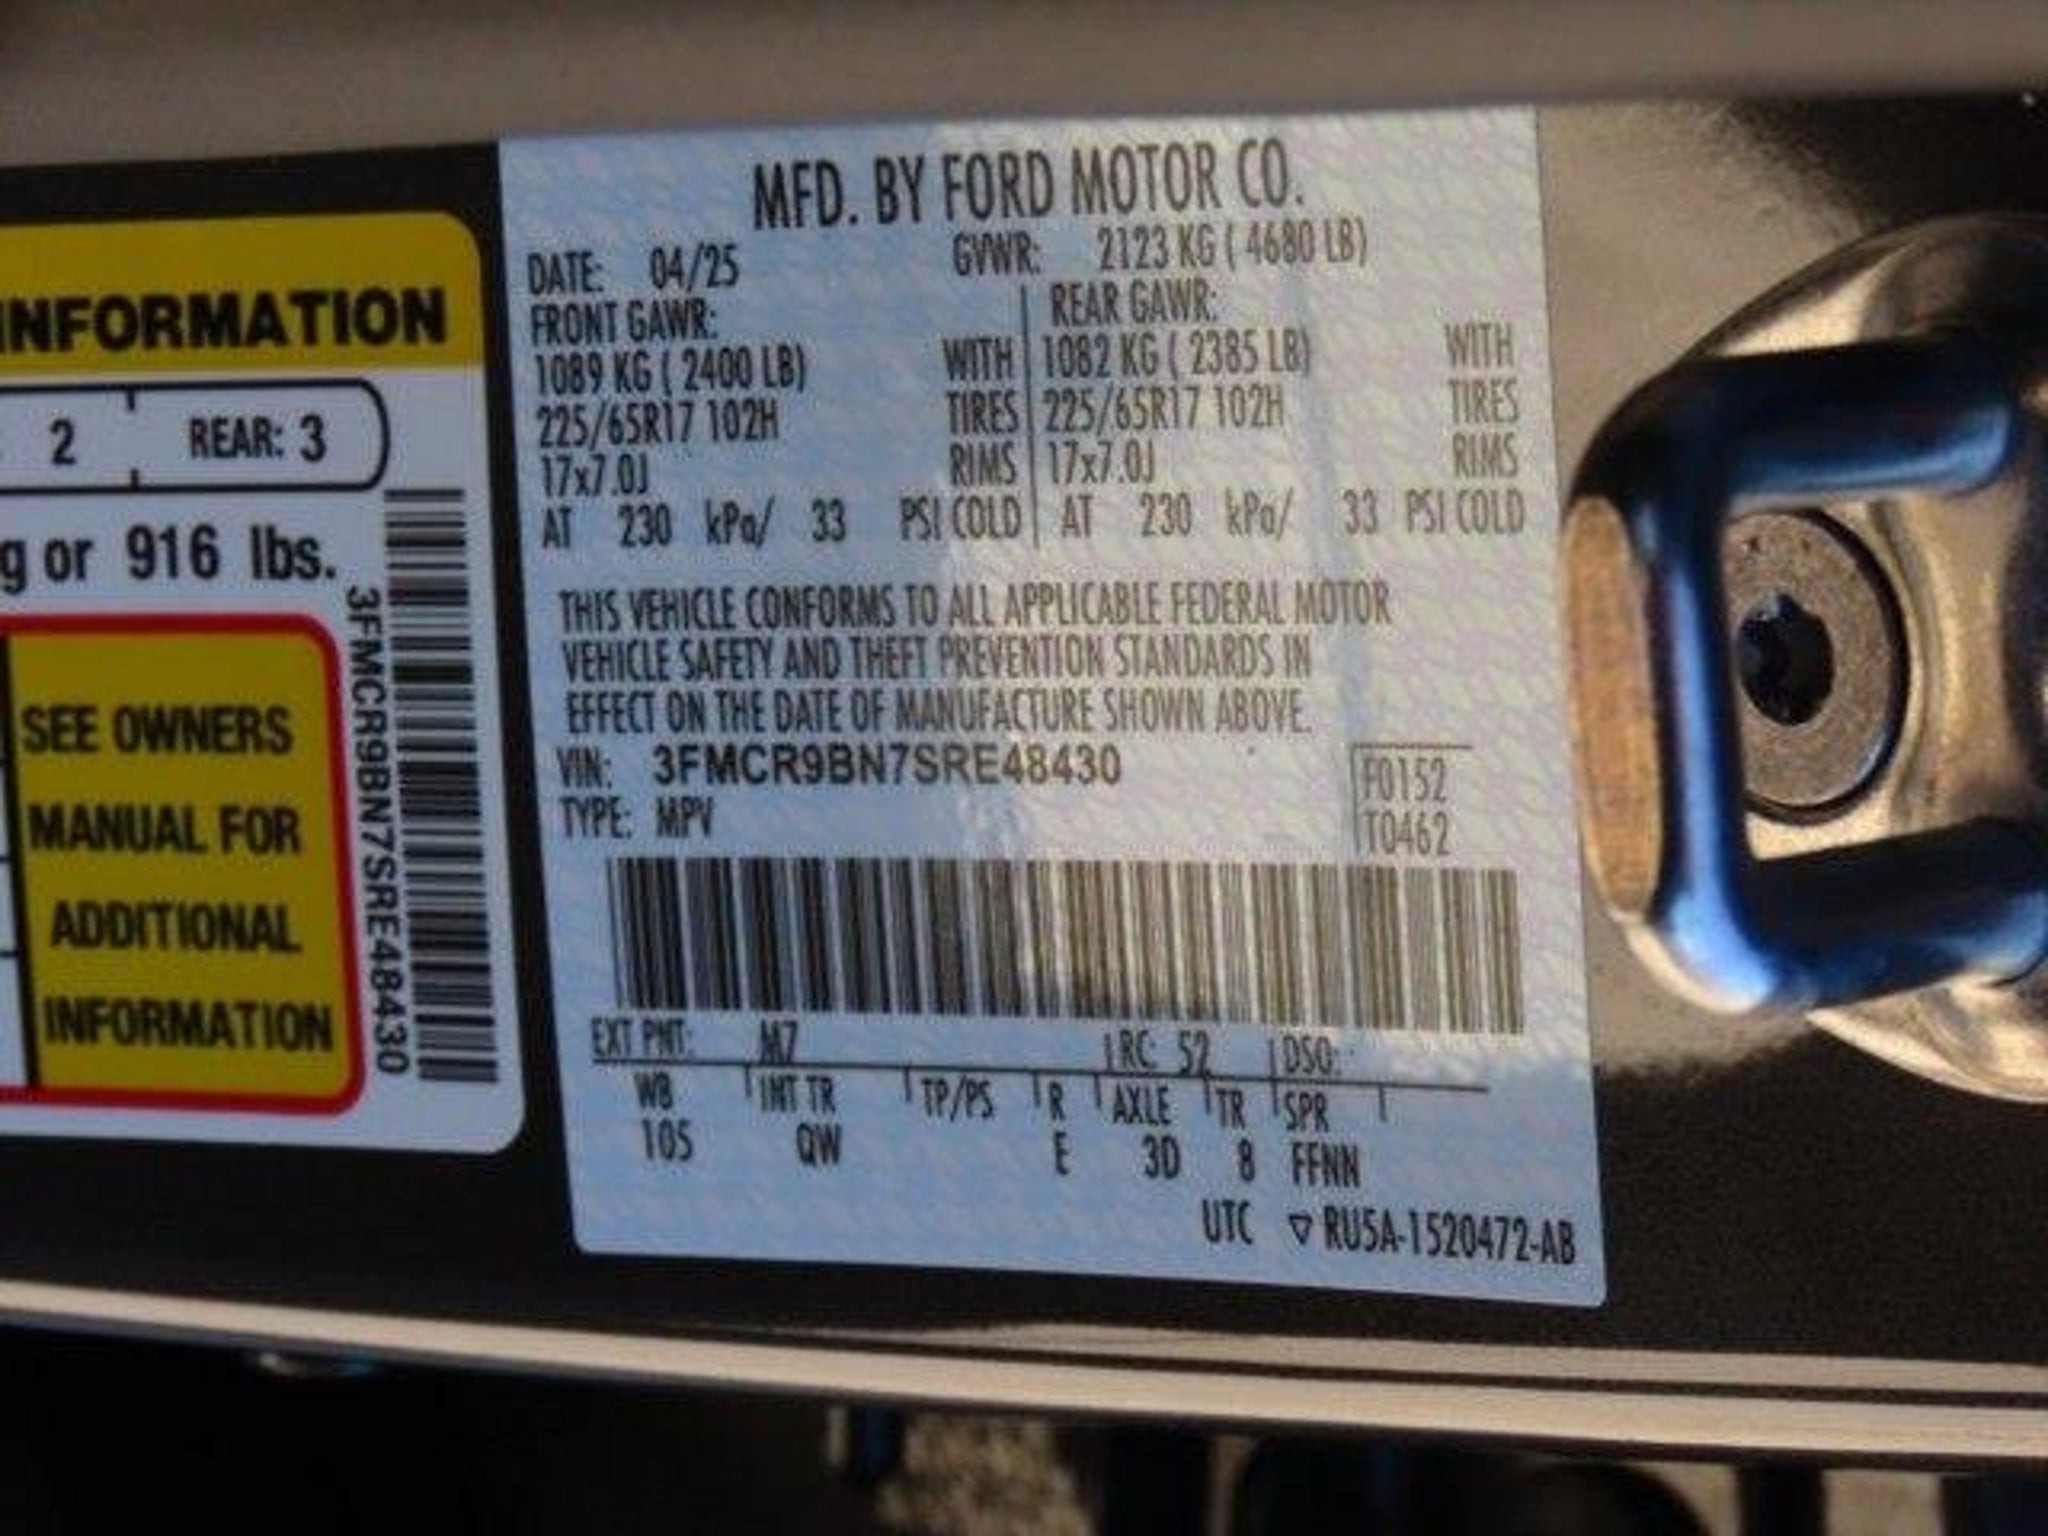 INFORMATION
2 REAR: 3
g or 916 lbs.
SEE OWNERS
MANUAL FOR
ADDITIONAL
INFORMATION
3FMCR9BN7SRE48430
MFD. BY FORD MOTOR CO.
DATE: 04/25 GVWR: 2123 KG ( 4680 LB)
FRONT GAWR: REAR GAWR:
1089 KG ( 2400 LB) WITH 1082 KG ( 2385 LB) WITH
225/65R17 102H TIRES 225/65R17 102H TIRES
17x7.0J RIMS 17x7.0J RIMS
AT 230 kPa/ 33 PSI COLD AT 230 kPa/ 33 PSI COLD
THIS VEHICLE CONFORMS TO ALL APPLICABLE FEDERAL MOTOR
VEHICLE SAFETY AND THEFT PREVENTION STANDARDS IN
EFFECT ON THE DATE OF MANUFACTURE SHOWN ABOVE.
VIN: 3FMCR9BN7SRE48430 F0152
TYPE: MPV T0462
EXT PNT: M7 RC: 52 DSO:
WB INT TR TP/PS R AXLE TR SPR
105 QW E 3D 8 FFNN
UTC ▽ RU5A-1520472-AB